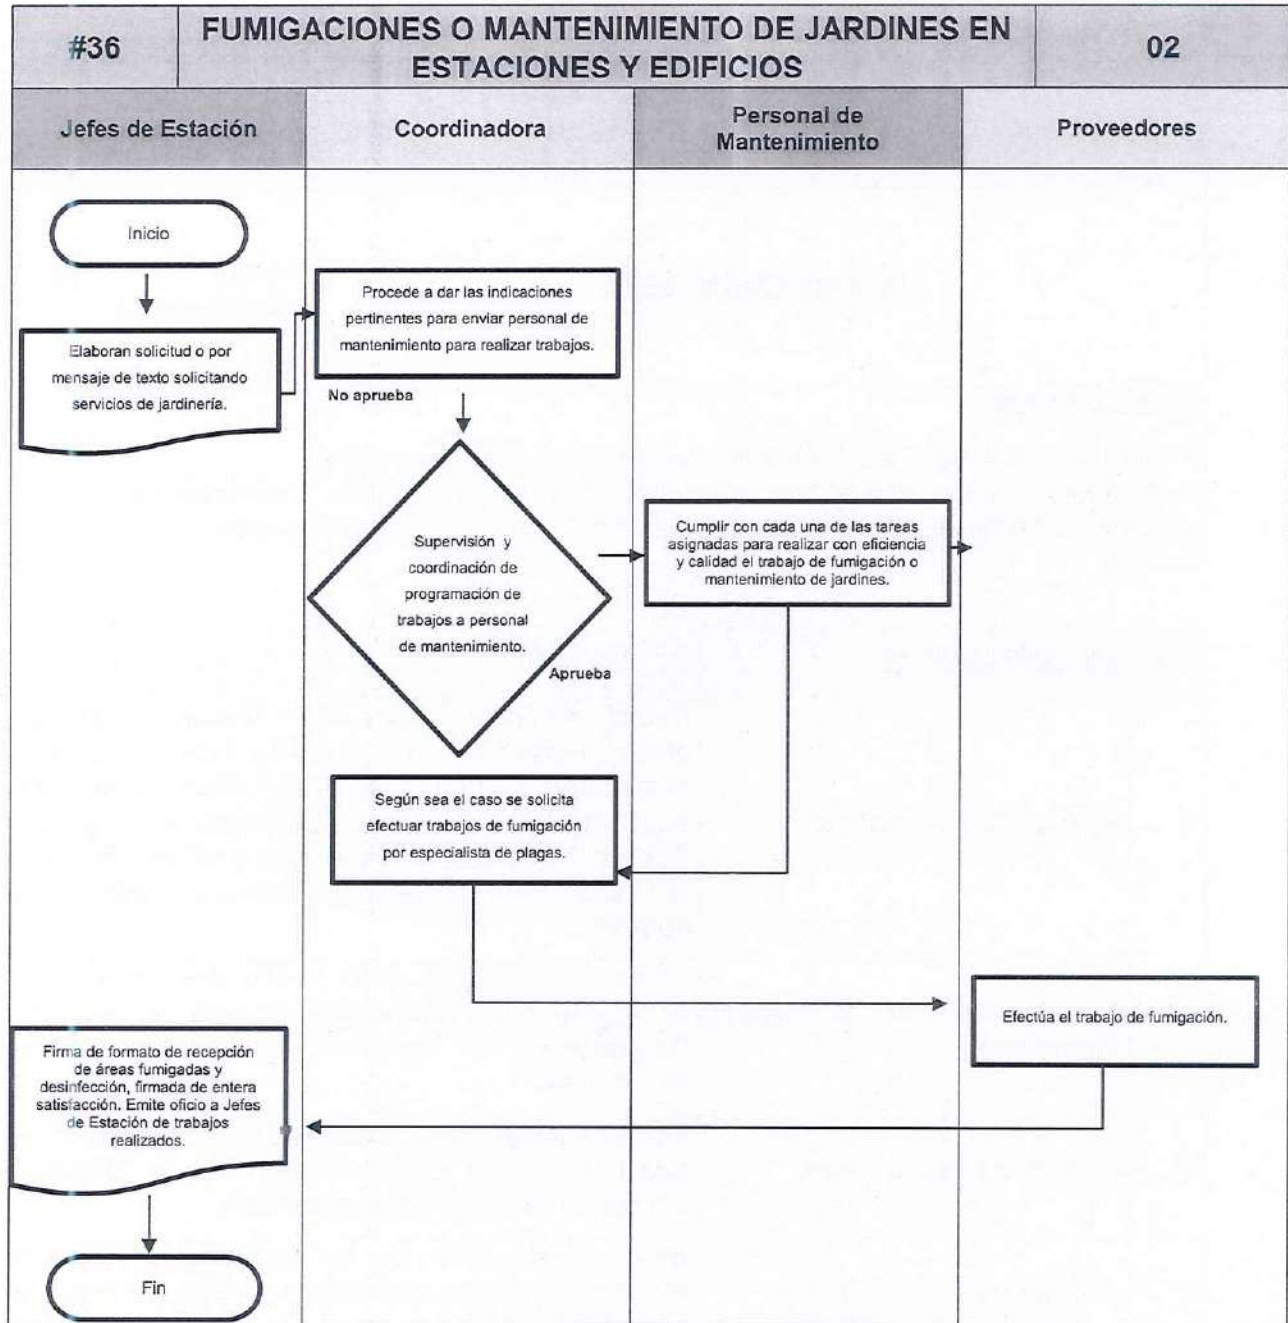 #36
FUMIGACIONES O MANTENIMIENTO DE JARDINES EN
ESTACIONES Y EDIFICIOS
02
Jefes de Estación
Coordinadora
Personal de
Mantenimiento
Proveedores
Inicio
Elaboran solicitud o por
mensaje de texto solicitando
servicios de jardinería.
Procede a dar las indicaciones
pertinentes para enviar personal de
mantenimiento para realizar trabajos.
No aprueba
Supervisión y
coordinación de
programación de
trabajos a personal
de mantenimiento.
Aprueba
Cumplir con cada una de las tareas
asignadas para realizar con eficiencia
y calidad el trabajo de fumigación o
mantenimiento de jardines.
Según sea el caso se solicita
efectuar trabajos de fumigación
por especialista de plagas.
Efectúa el trabajo de fumigación.
Firma de formato de recepción
de áreas fumigadas y
desinfección, firmada de entera
satisfacción. Emite oficio a Jefes
de Estación de trabajos
realizados.
Fin